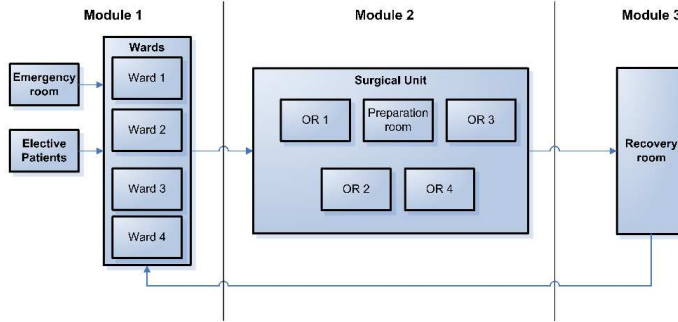 Module 1
Module 2
Module 3
Wards
Emergency
room
Elective
Patients
Ward 1
Ward 2
Ward 3
Ward 4
Surgical Unit
OR 1
Preparation
room
OR 3
OR 2
OR 4
Recovery
room